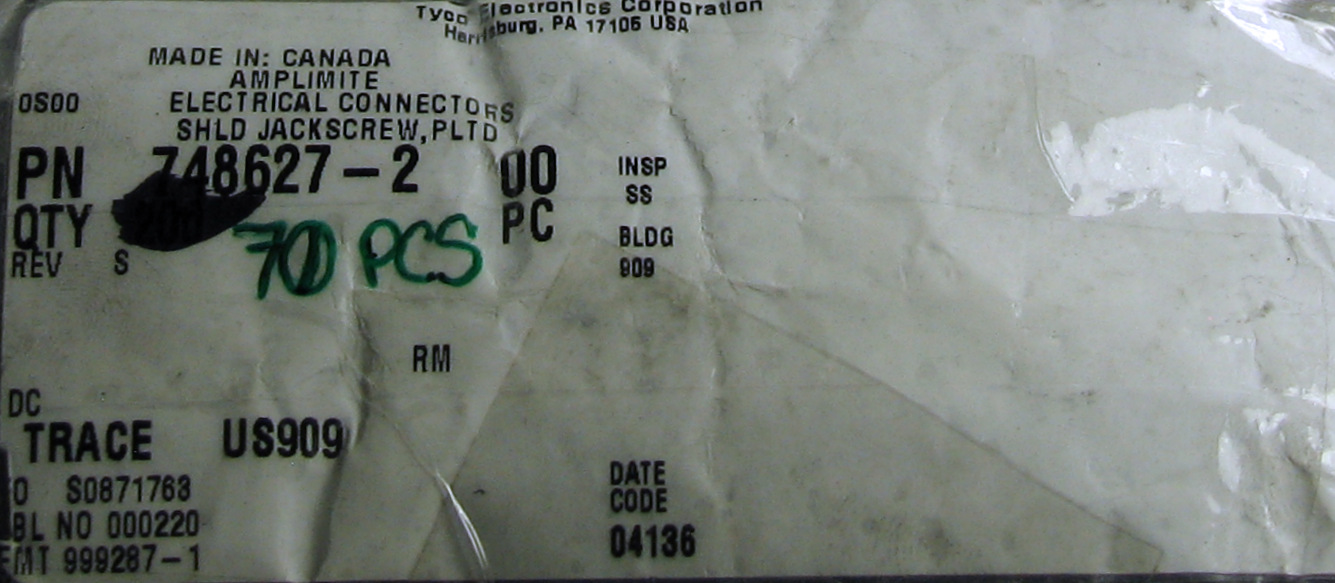 Tyco Electronics Corporation
Harrisburg, PA 17105 USA
MADE IN: CANADA
AMPLIMITE
0S00 ELECTRICAL CONNECTORS
SHLD JACKSCREW,PLTD
PN 748627-2 00 INSP
SS
QTY 70 PCS PC BLDG
REV S 909
RM
DC
TRACE US909
DATE
O S0871763 CODE
BL NO 000220
04136
FMT 999287-1